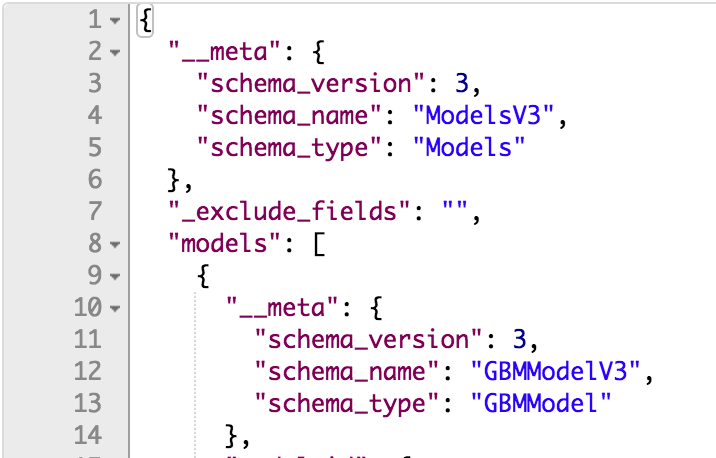 1 {
2 "__meta": {
3 "schema_version": 3,
4 "schema_name": "ModelsV3",
5 "schema_type": "Models"
6 },
7 "_exclude_fields": "",
8 "models": [
9 {
10 "__meta": {
11 "schema_version": 3,
12 "schema_name": "GBMModelV3",
13 "schema_type": "GBMModel"
14 },